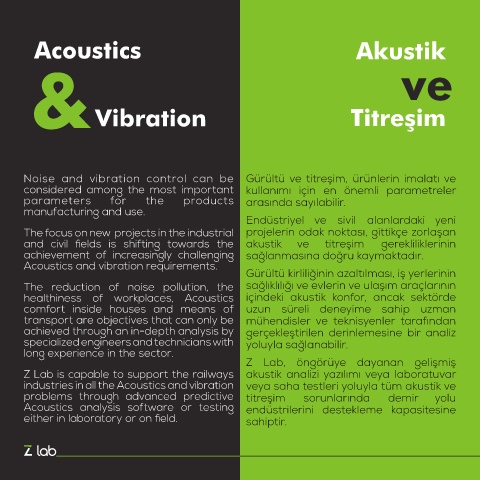 Acoustics
&
Vibration
Noise and vibration control can be
considered among the most important
parameters for the products
manufacturing and use.
The focus on new projects in the industrial
and civil fields is shifting towards the
achievement of increasingly challenging
Acoustics and vibration requirements.
The reduction of noise pollution, the
healthiness of workplaces, Acoustics
comfort inside houses and means of
transport are objectives that can only be
achieved through an in-depth analysis by
specialized engineers and technicians with
long experience in the sector.
Z Lab is capable to support the railways
industries in all the Acoustics and vibration
problems through advanced predictive
Acoustics analysis software or testing
either in laboratory or on field.
Z lab
Akustik
ve
Titreşim
Gürültü ve titreşim, ürünlerin imalatı ve
kullanımı için en önemli parametreler
arasında sayılabilir.
Endüstriyel ve sivil alanlardaki yeni
projelerin odak noktası, gittikçe zorlaşan
akustik ve titreşim gerekliliklerinin
sağlanmasına doğru kaymaktadır.
Gürültü kirliliğinin azaltılması, iş yerlerinin
sağlıklılığı ve evlerin ve ulaşım araçlarının
içindeki akustik konfor, ancak sektörde
uzun süreli deneyime sahip uzman
mühendisler ve teknisyenler tarafından
gerçekleştirilen derinlemesine bir analiz
yoluyla sağlanabilir.
Z Lab, öngörüye dayanan gelişmiş
akustik analizi yazılımı veya laboratuvar
veya saha testleri yoluyla tüm akustik ve
titreşim sorunlarında demir yolu
endüstrilerini destekleme kapasitesine
sahiptir.